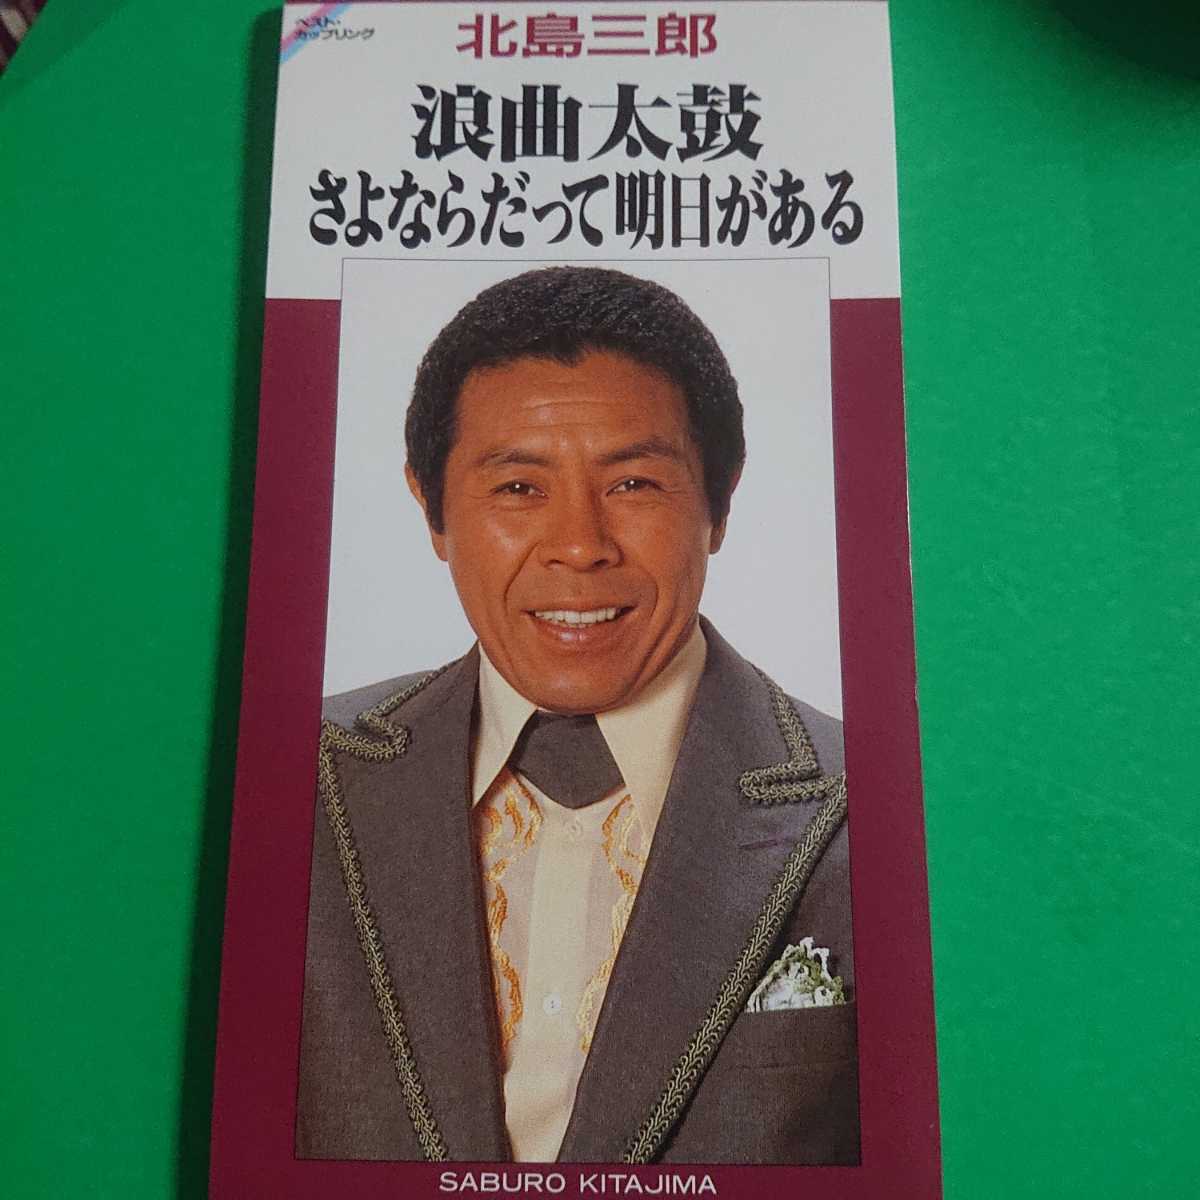 ベスト・
カップリング
北島三郎
浪曲太鼓
さよならだって明日がある
SABURO KITAJIMA